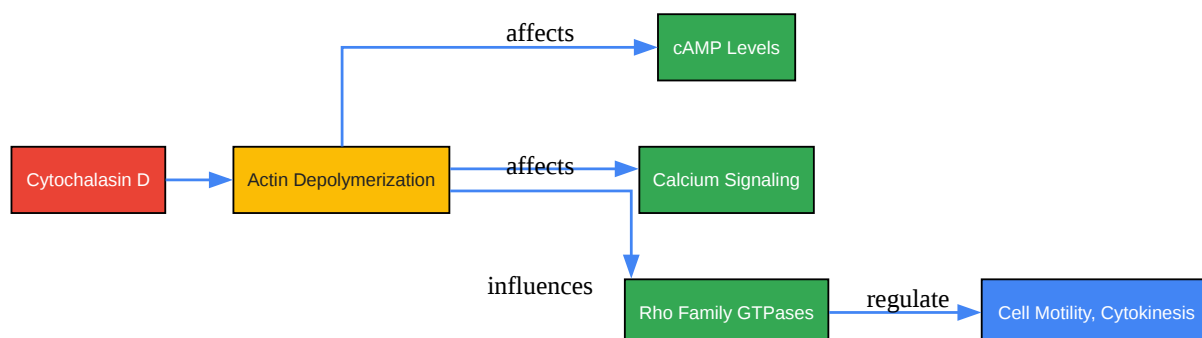 affects
cAMP Levels
Cytochalasin D
Actin Depolymerization
affects
Calcium Signaling
influences
Rho Family GTPases
regulate
Cell Motility, Cytokinesis